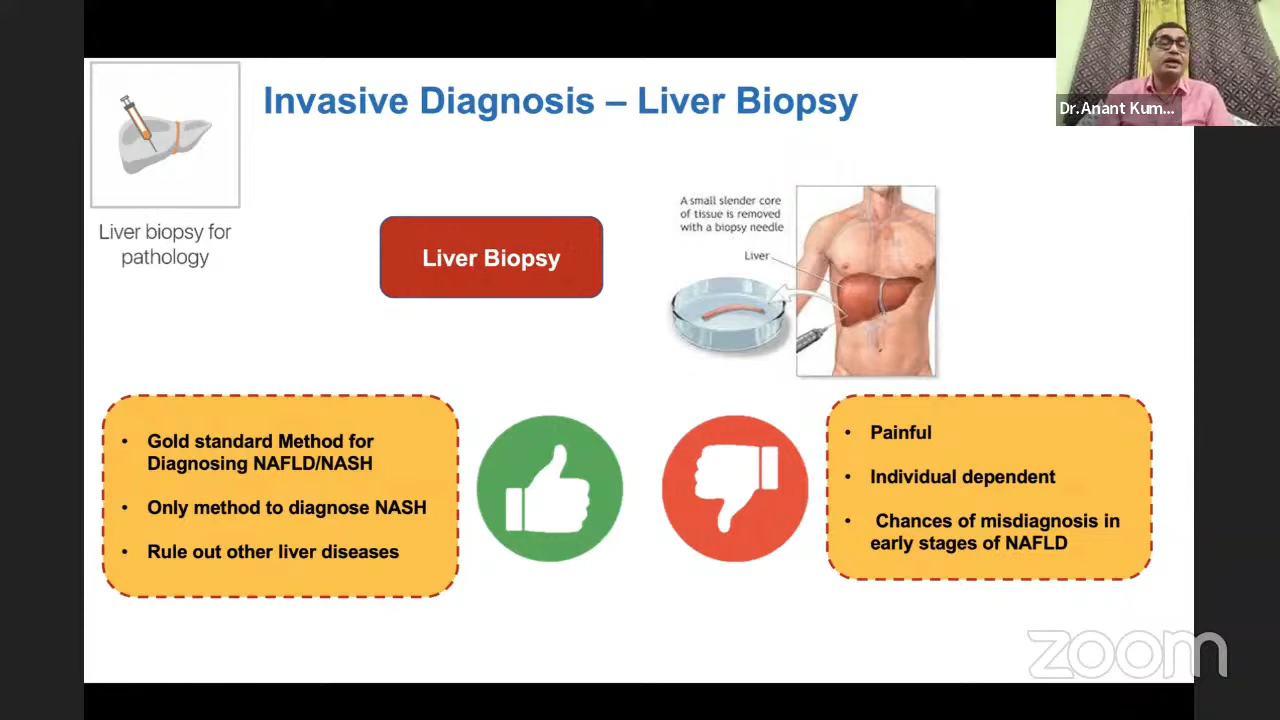 Invasive Diagnosis – Liver Biopsy
Dr.Anant Kum...
Liver biopsy for
pathology
Liver Biopsy
A small slender core
of tissue is removed
with a biopsy needle
Liver
• Gold standard Method for
Diagnosing NAFLD/NASH
• Only method to diagnose NASH
• Rule out other liver diseases
• Painful
• Individual dependent
• Chances of misdiagnosis in
early stages of NAFLD
zoom